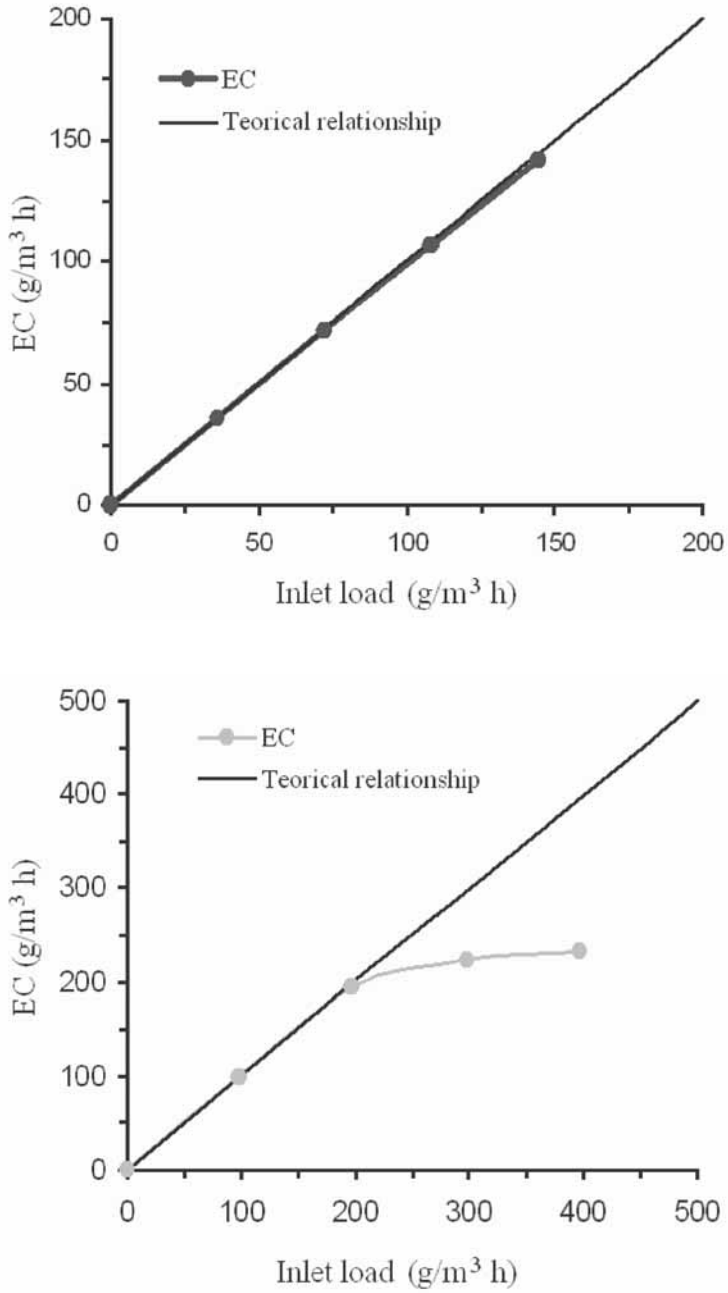 200
150
100
50
0
EC
Teorical relationship
EC (g/m³ h)
0 50 100 150 200
Inlet load (g/m³ h)
500
400
300
200
100
0
EC
Teorical relationship
EC (g/m³ h)
0 100 200 300 400 500
Inlet load (g/m³ h)